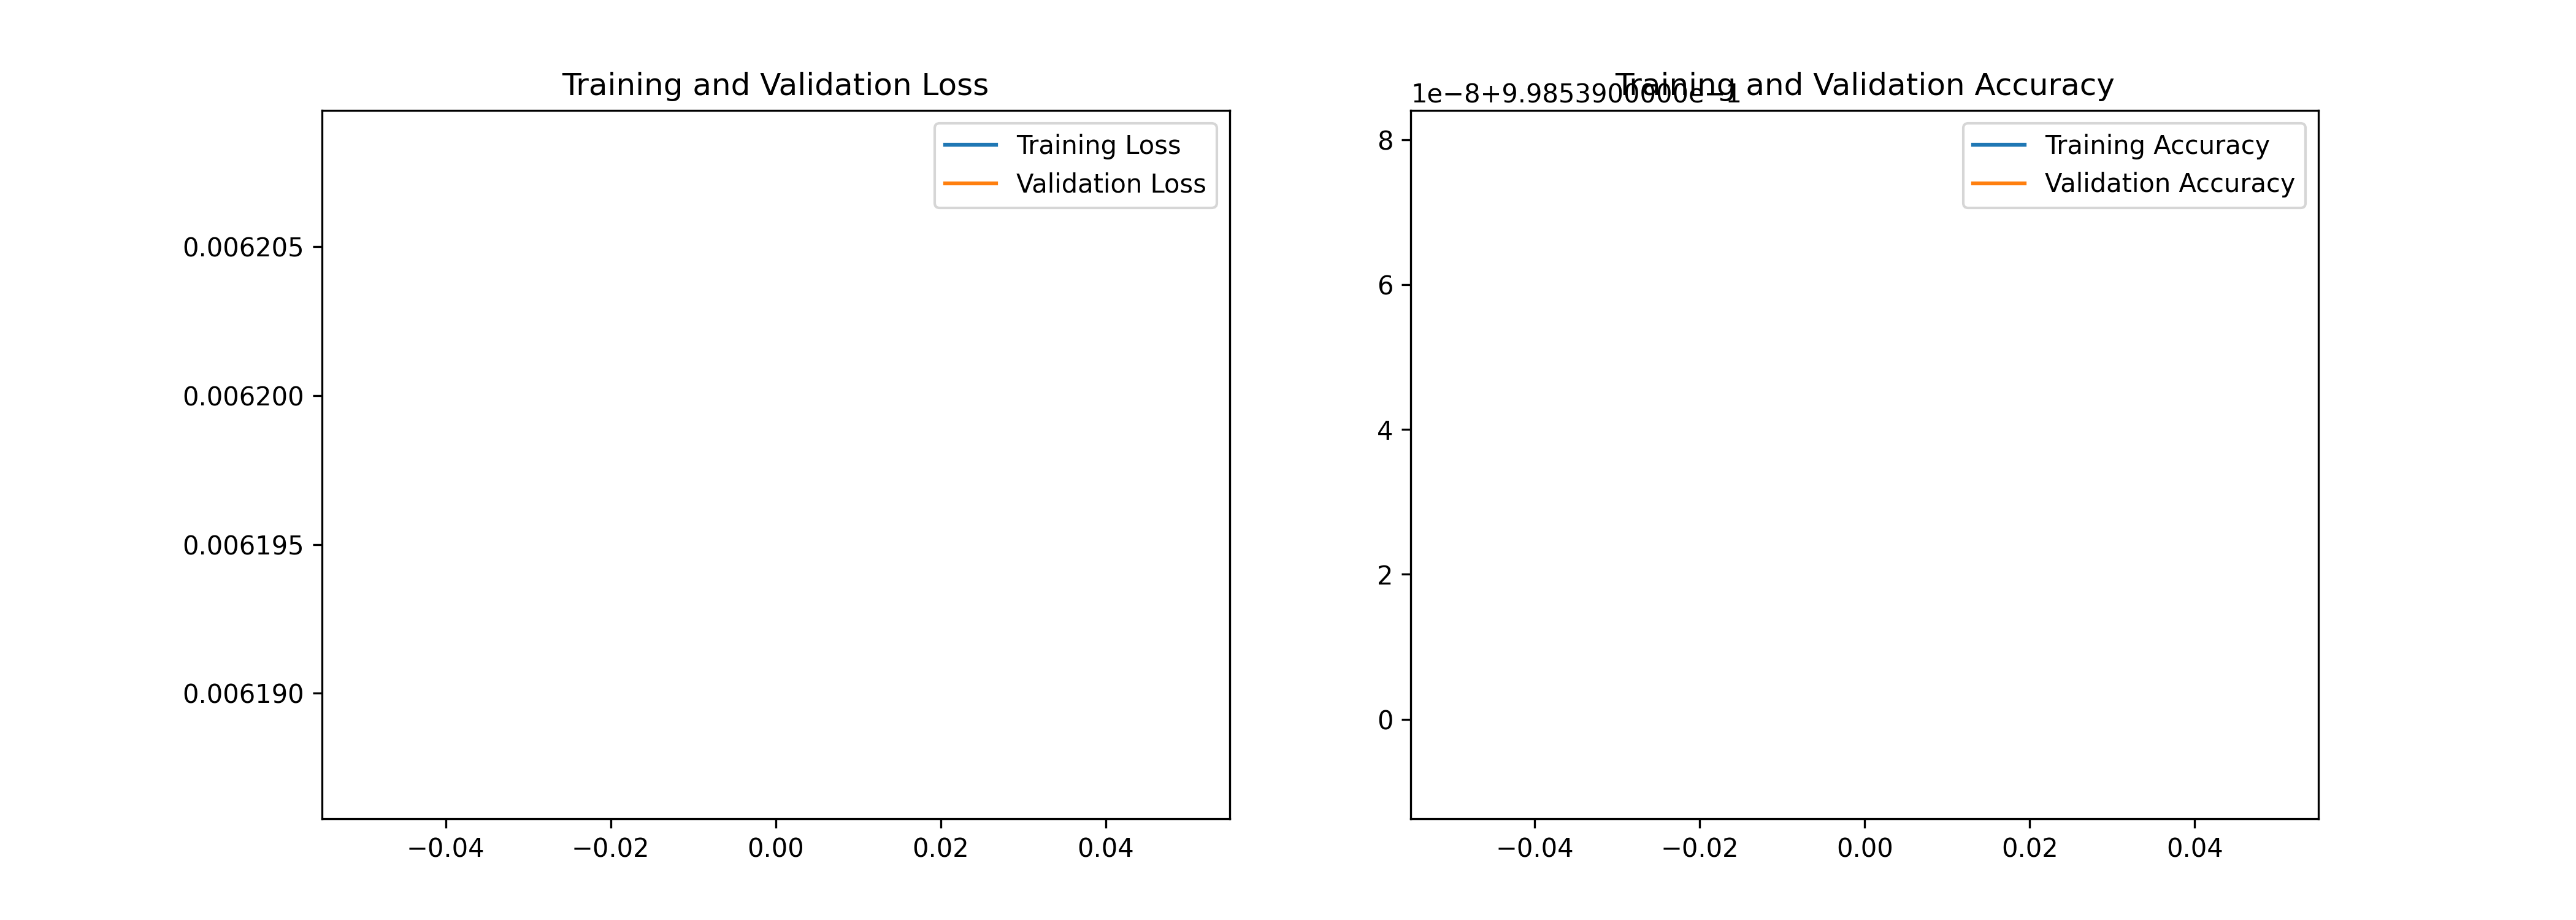 Training and Validation Loss
Training Loss
Validation Loss
0.006205
0.006200
0.006195
0.006190
−0.04 −0.02 0.00 0.02 0.04
Training and Validation Accuracy
1e−8+9.9853900000e−1
Training Accuracy
Validation Accuracy
8
6
4
2
0
−0.04 −0.02 0.00 0.02 0.04